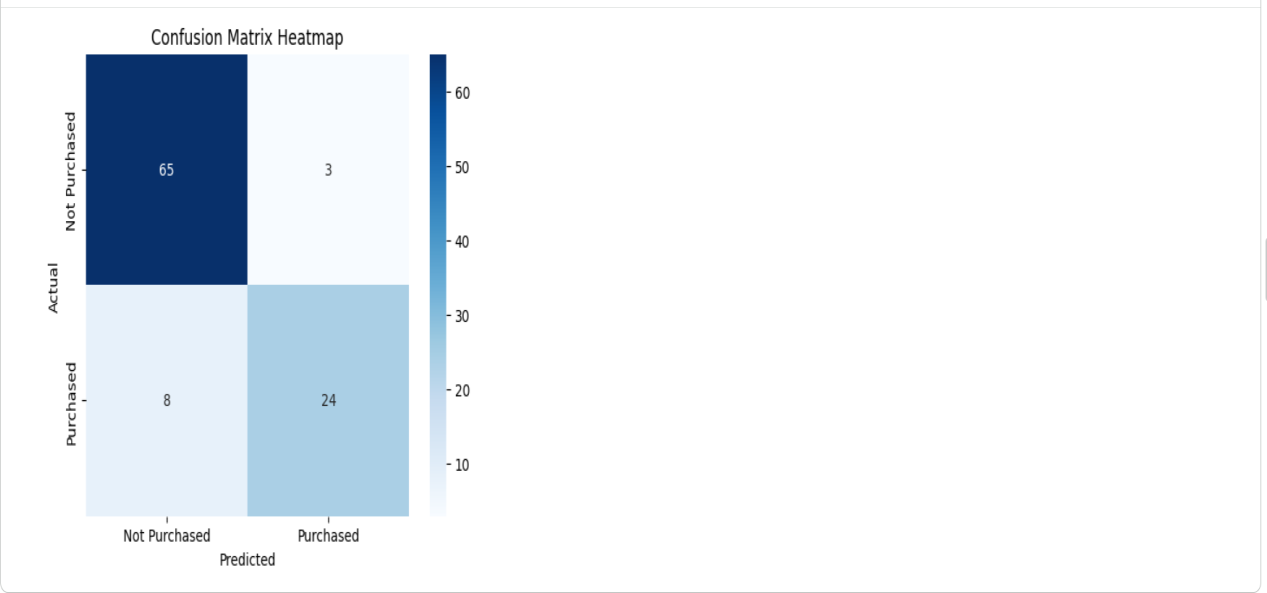 Confusion Matrix Heatmap
Actual
Not Purchased
65
3
Purchased
8
24
Not Purchased
Purchased
Predicted
60
50
40
30
20
10